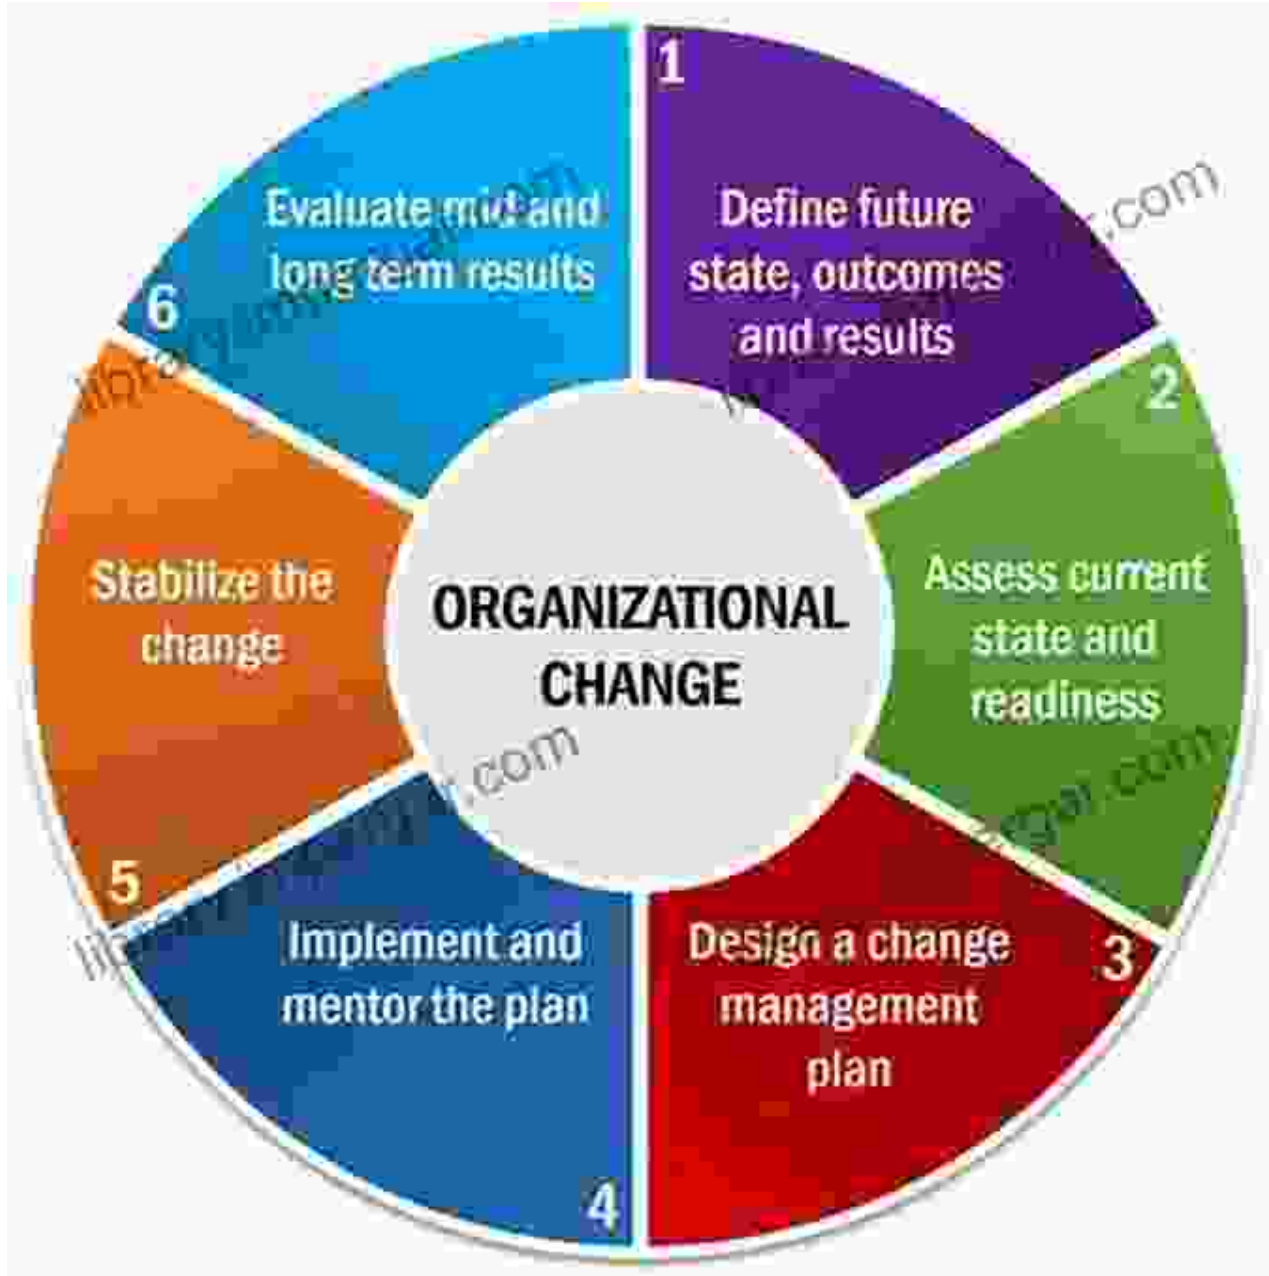 1
Define future
state, outcomes
and results
2
Assess current
state and
readiness
3
Design a change
management
plan
4
Implement and
mentor the plan
5
Stabilize the
change
6
Evaluate mid and
long term results
ORGANIZATIONAL
CHANGE